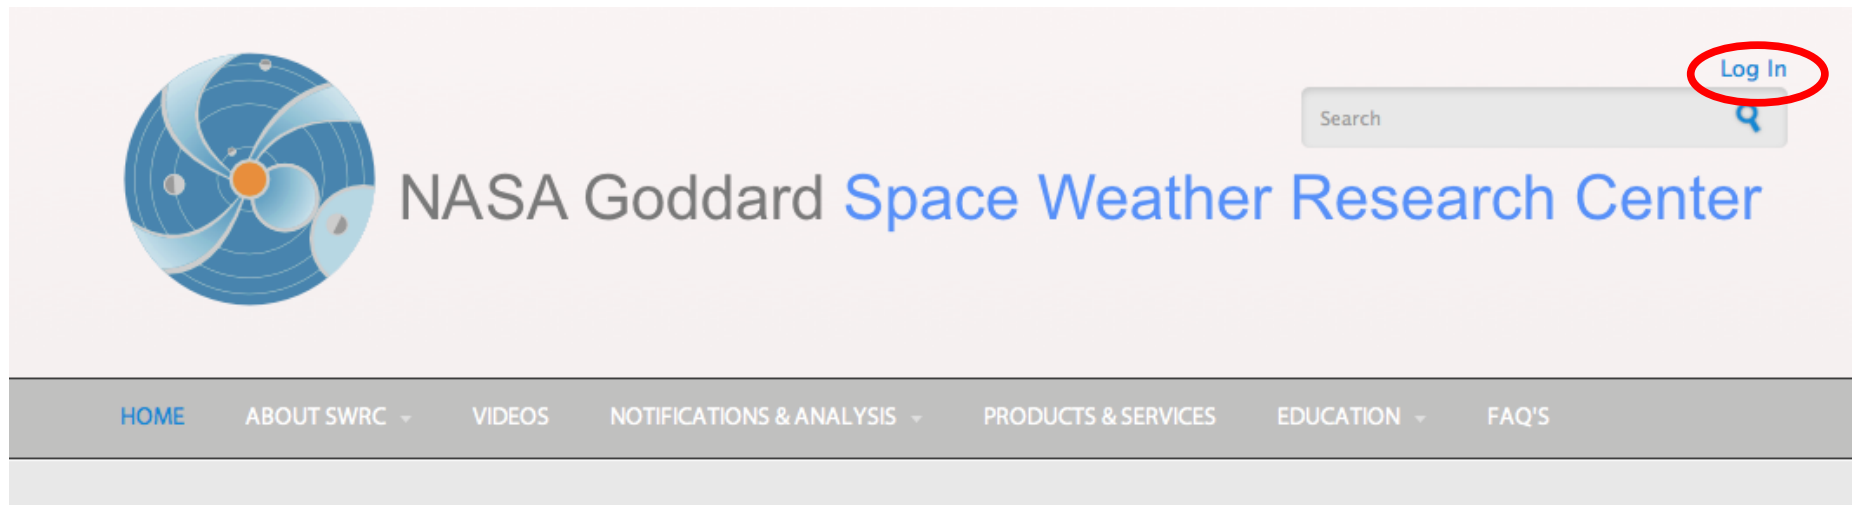 Log In
Search
NASA Goddard Space Weather Research Center
HOME ABOUT SWRC VIDEOS NOTIFICATIONS & ANALYSIS PRODUCTS & SERVICES EDUCATION FAQ'S